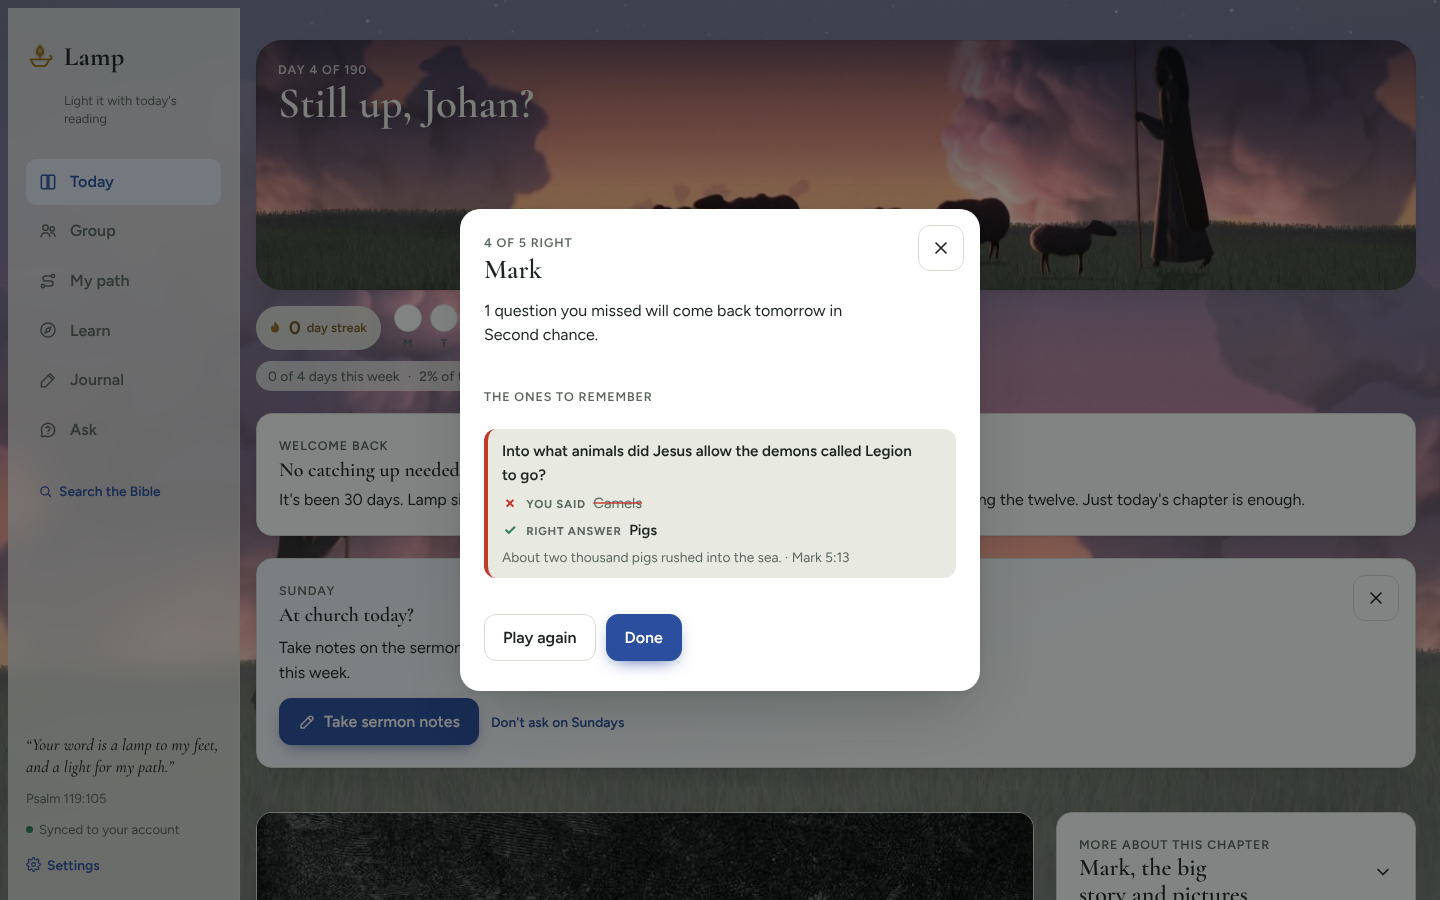 Lamp
Light it with today's
reading
Today
Group
My path
Learn
Journal
Ask
Search the Bible
“Your word is a lamp to my feet,
and a light for my path.”
Psalm 119:105
Synced to your account
Settings
DAY 4 OF 190
Still up, Johan?
0 day streak
M T
0 of 4 days this week · 2% of
WELCOME BACK
No catching up needed
It's been 30 days. Lamp
the twelve. Just today's chapter is enough.
SUNDAY
At church today?
Take notes on the sermon
this week.
Take sermon notes
Don't ask on Sundays
MORE ABOUT THIS CHAPTER
Mark, the big
story and pictures
4 OF 5 RIGHT
Mark
1 question you missed will come back tomorrow in
Second chance.
THE ONES TO REMEMBER
Into what animals did Jesus allow the demons called Legion
to go?
YOU SAID Camels
RIGHT ANSWER Pigs
About two thousand pigs rushed into the sea. · Mark 5:13
Play again
Done